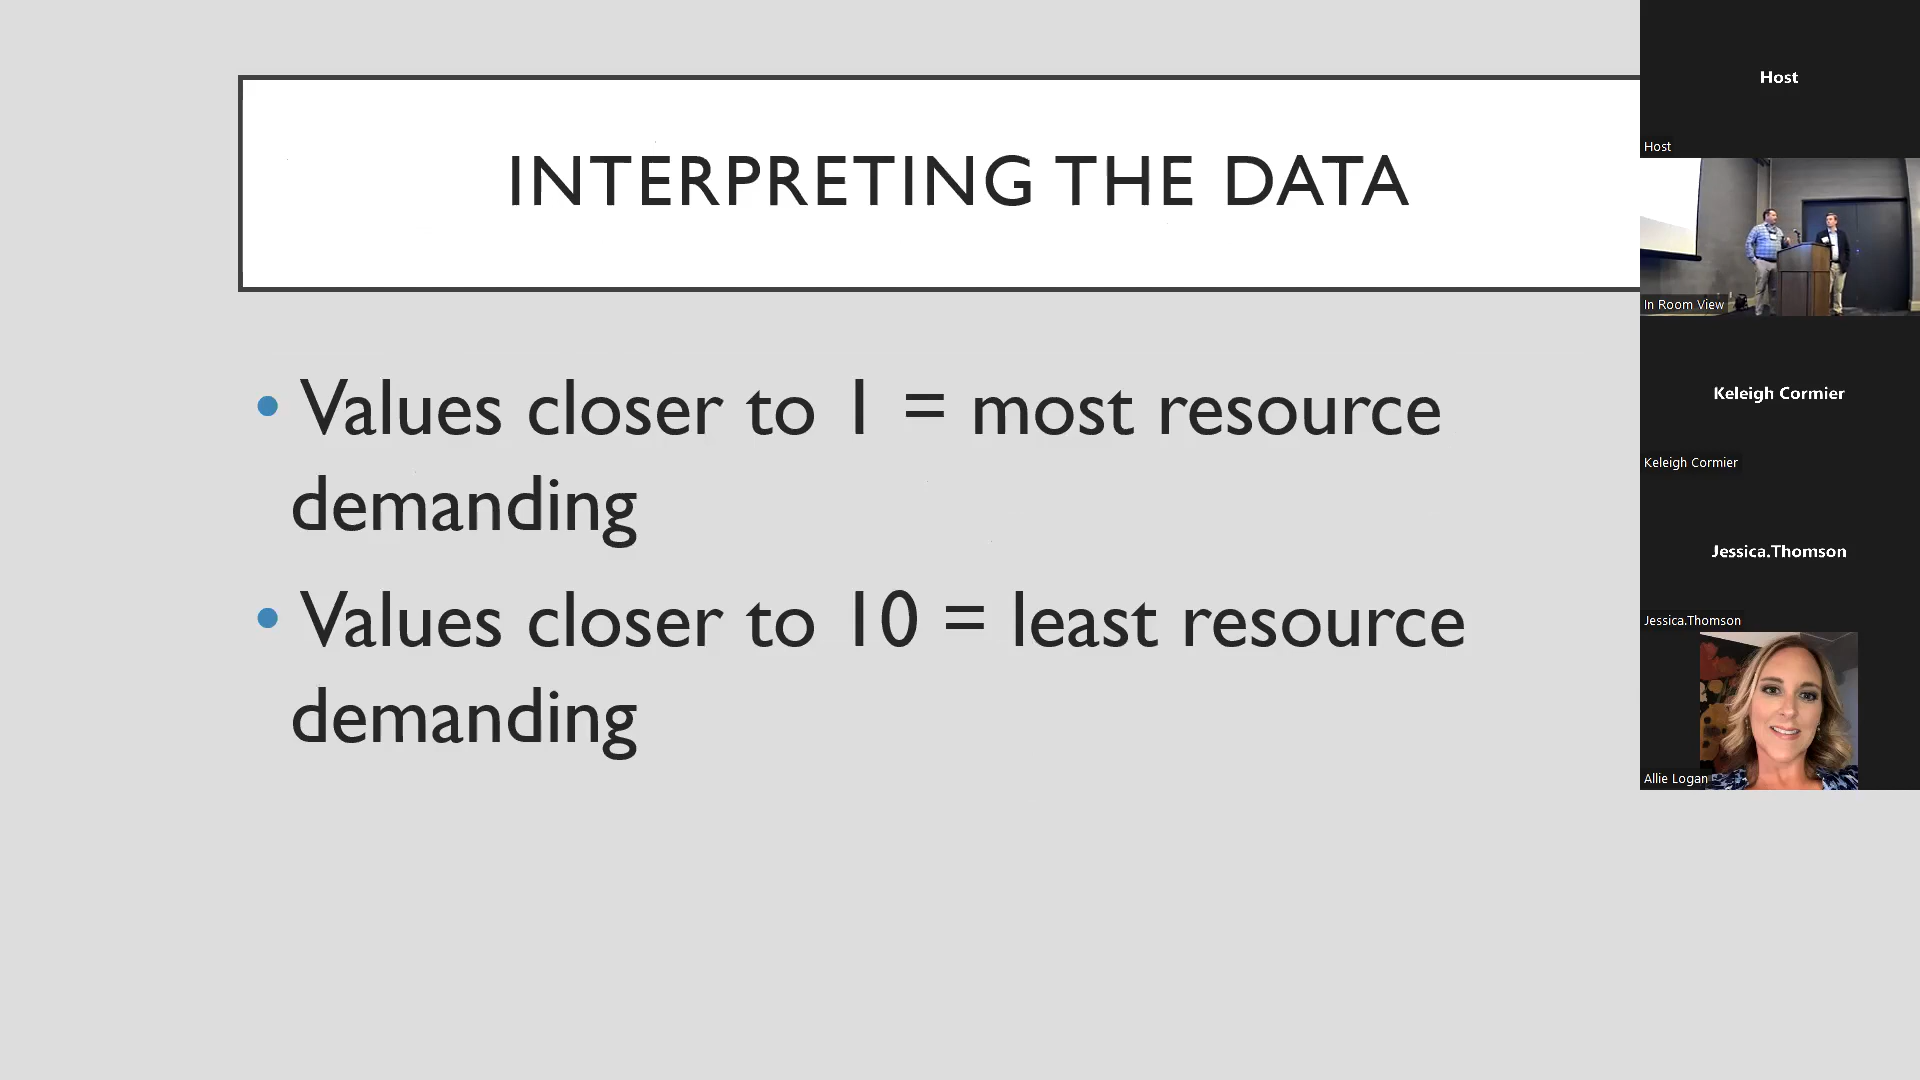 INTERPRETING THE DATA
• Values closer to 1 = most resource
demanding
• Values closer to 10 = least resource
demanding
Host
Host
In Room View
Keleigh Cormier
Keleigh Cormier
Jessica.Thomson
Jessica.Thomson
Allie Logan